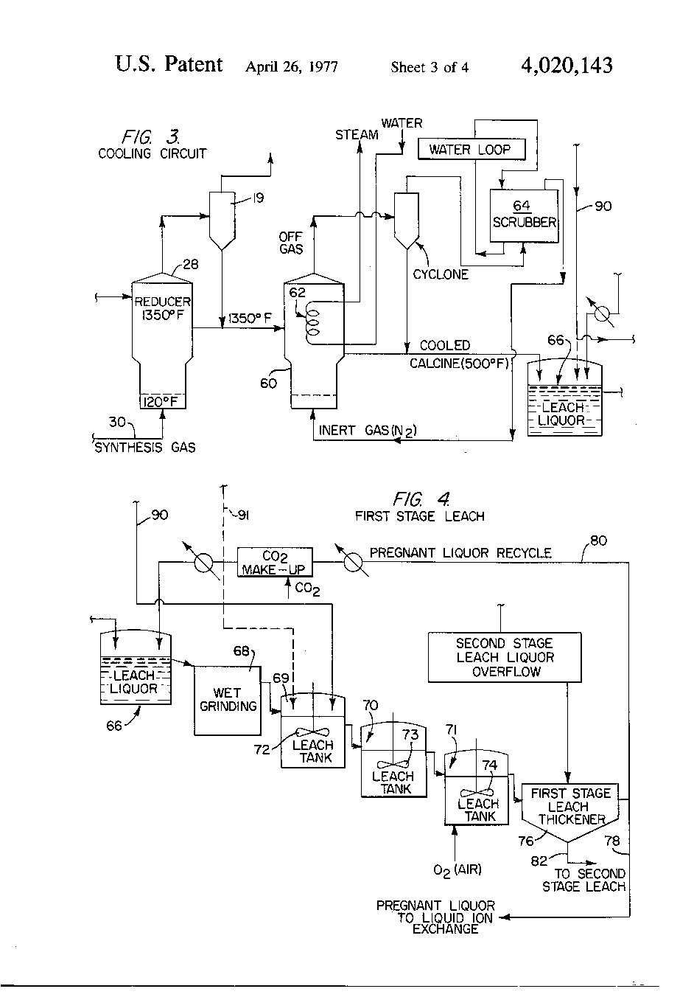 U.S. Patent April 26, 1977 Sheet 3 of 4 4,020,143
FIG. 3.
COOLING CIRCUIT
WATER
STEAM
WATER LOOP
19
64
SCRUBBER
90
OFF
GAS
28
CYCLONE
REDUCER
1350°F
62
1350°F
COOLED
CALCINE (500°F)
66
60
120°F
LEACH
LIQUOR
30
SYNTHESIS GAS
INERT GAS (N2)
FIG. 4.
FIRST STAGE LEACH
90
91
80
CO2
MAKE-UP
PREGNANT LIQUOR RECYCLE
CO2
SECOND STAGE
LEACH LIQUOR
OVERFLOW
LEACH
LIQUOR
66
68
WET
GRINDING
69
72
LEACH
TANK
70
73
LEACH
TANK
71
74
LEACH
TANK
FIRST STAGE
LEACH
THICKENER
76
78
82
O2 (AIR)
TO SECOND
STAGE LEACH
PREGNANT LIQUOR
TO LIQUID ION
EXCHANGE